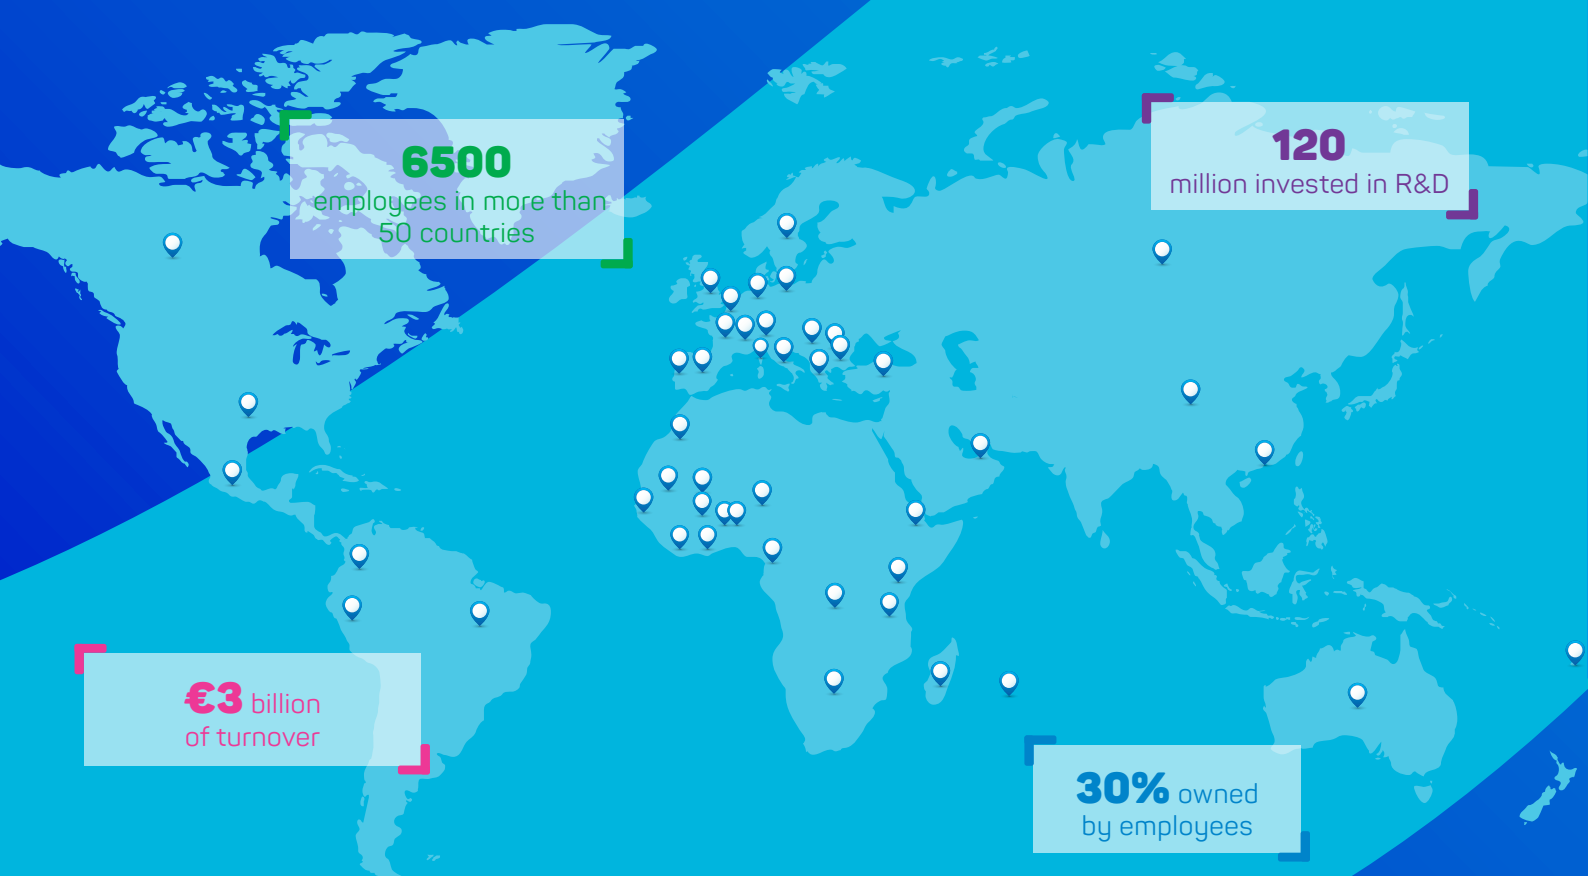 6500
employees in more than
50 countries
120
million invested in R&D
€3 billion
of turnover
30% owned
by employees